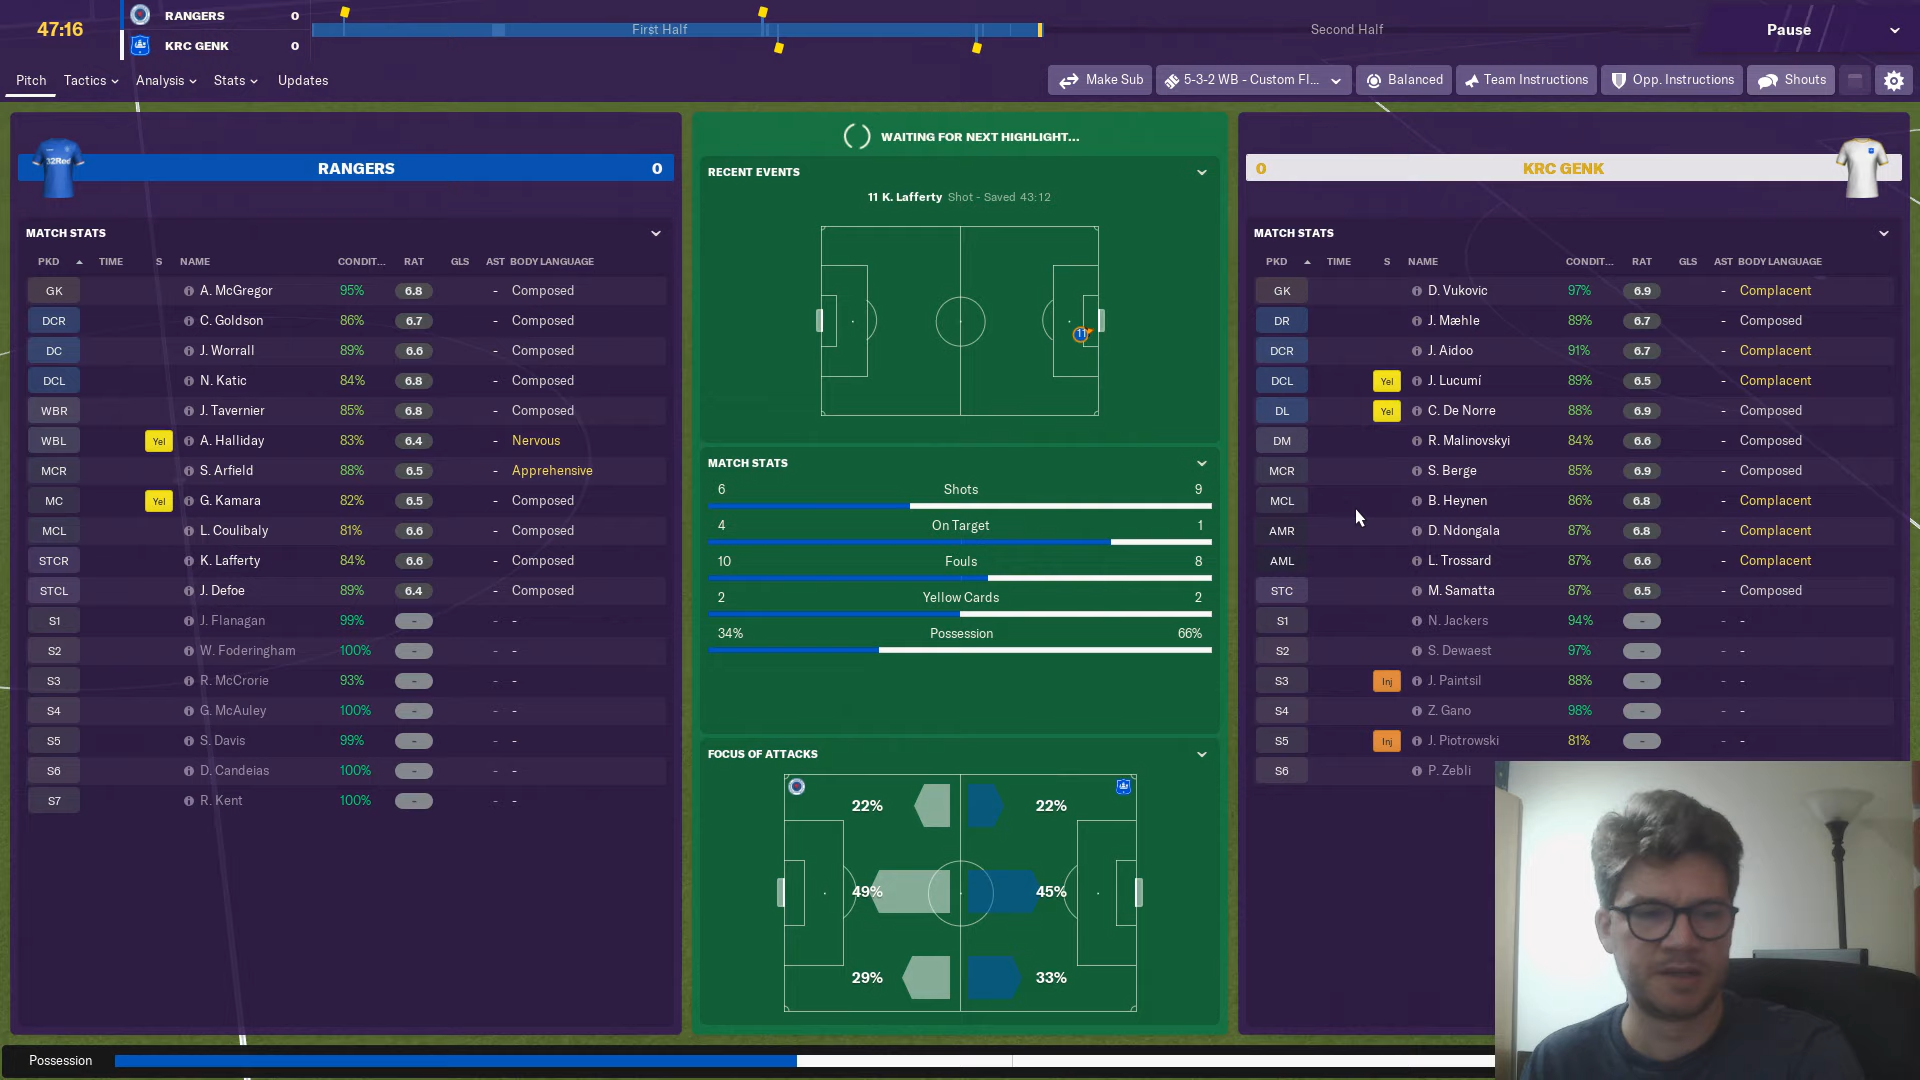 47:16
RANGERS 0
KRC GENK 0
First Half
Second Half
Pause
Pitch Tactics Analysis Stats Updates
Make Sub 5-3-2 WB - Custom Fl... Balanced Team Instructions Opp. Instructions Shouts
RANGERS 0
MATCH STATS
PKD TIME S NAME CONDIT... RAT GLS AST BODY LANGUAGE
GK A. McGregor 95% 6.8 - Composed
DCR C. Goldson 86% 6.7 - Composed
DC J. Worrall 89% 6.6 - Composed
DCL N. Katic 84% 6.8 - Composed
WBR J. Tavernier 85% 6.8 - Composed
WBL Yel A. Halliday 83% 6.4 - Nervous
MCR S. Arfield 88% 6.5 - Apprehensive
MC Yel G. Kamara 82% 6.5 - Composed
MCL L. Coulibaly 81% 6.6 - Composed
STCR K. Lafferty 84% 6.6 - Composed
STCL J. Defoe 89% 6.4 - Composed
S1 J. Flanagan 99% - - -
S2 W. Foderingham 100% - - -
S3 R. McCrorie 93% - - -
S4 G. McAuley 100% - - -
S5 S. Davis 99% - - -
S6 D. Candeias 100% - - -
S7 R. Kent 100% - - -
WAITING FOR NEXT HIGHLIGHT...
RECENT EVENTS
11 K. Lafferty Shot - Saved 43:12
11
MATCH STATS
6 Shots 9
4 On Target 1
10 Fouls 8
2 Yellow Cards 2
34% Possession 66%
FOCUS OF ATTACKS
22% 22%
49% 45%
29% 33%
0 KRC GENK
MATCH STATS
PKD TIME S NAME CONDIT... RAT GLS AST BODY LANGUAGE
GK D. Vukovic 97% 6.9 - Complacent
DR J. Mæhle 89% 6.7 - Composed
DCR J. Aidoo 91% 6.7 - Complacent
DCL Yel J. Lucumí 89% 6.5 - Complacent
DL Yel C. De Norre 88% 6.9 - Composed
DM R. Malinovskyi 84% 6.6 - Composed
MCR S. Berge 85% 6.9 - Composed
MCL B. Heynen 86% 6.8 - Complacent
AMR D. Ndongala 87% 6.8 - Complacent
AML L. Trossard 87% 6.6 - Complacent
STC M. Samatta 87% 6.5 - Composed
S1 N. Jackers 94% - - -
S2 S. Dewaest 97% - - -
S3 Inj J. Paintsil 88% - - -
S4 Z. Gano 98% - - -
S5 Inj J. Piotrowski 81% - - -
S6 P. Zebli
Possession